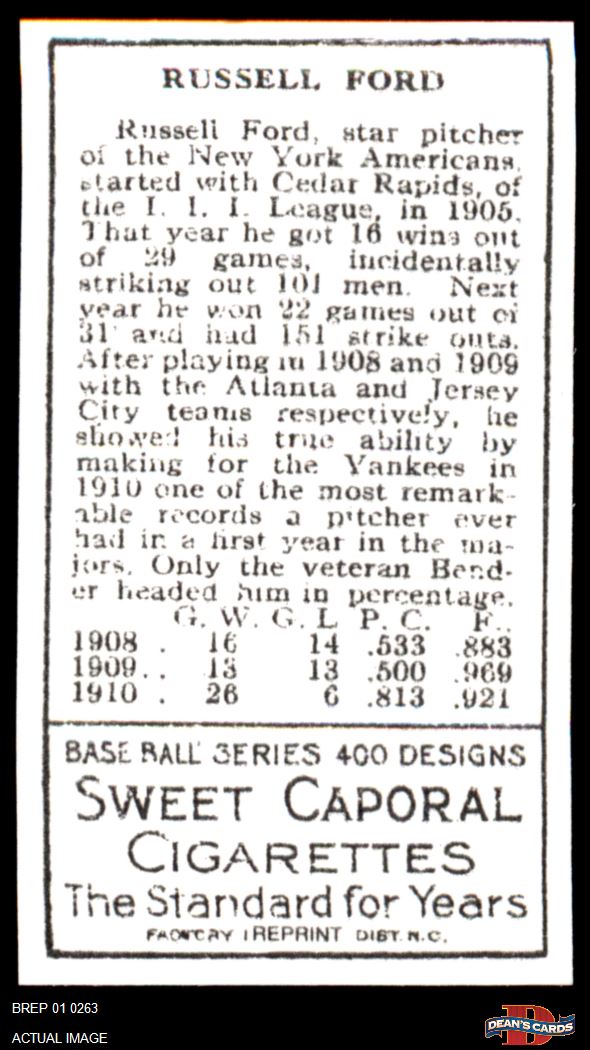 RUSSELL FORD
Russell Ford, star pitcher
of the New York Americans,
started with Cedar Rapids, of
the I. I. I. League, in 1905.
That year he got 16 wins out
of 29 games, incidentally
striking out 101 men. Next
year he won 22 games out of
31 and had 151 strike outs.
After playing in 1908 and 1909
with the Atlanta and Jersey
City teams respectively, he
showed his true ability by
making for the Yankees in
1910 one of the most remark-
able records a pitcher ever
had in a first year in the ma-
jors. Only the veteran Bend-
er headed him in percentage.
G. W. G. L P. C. F.
1908 . 16 14 .533 .883
1909.. 13 13 .500 .969
1910 . 26 6 .813 .921
BASE BALL SERIES 400 DESIGNS
SWEET CAPORAL
CIGARETTES
The Standard for Years
FACTORY 1 REPRINT DIST. N.C.
BREP 01 0263
ACTUAL IMAGE
D
DEAN'S CARDS